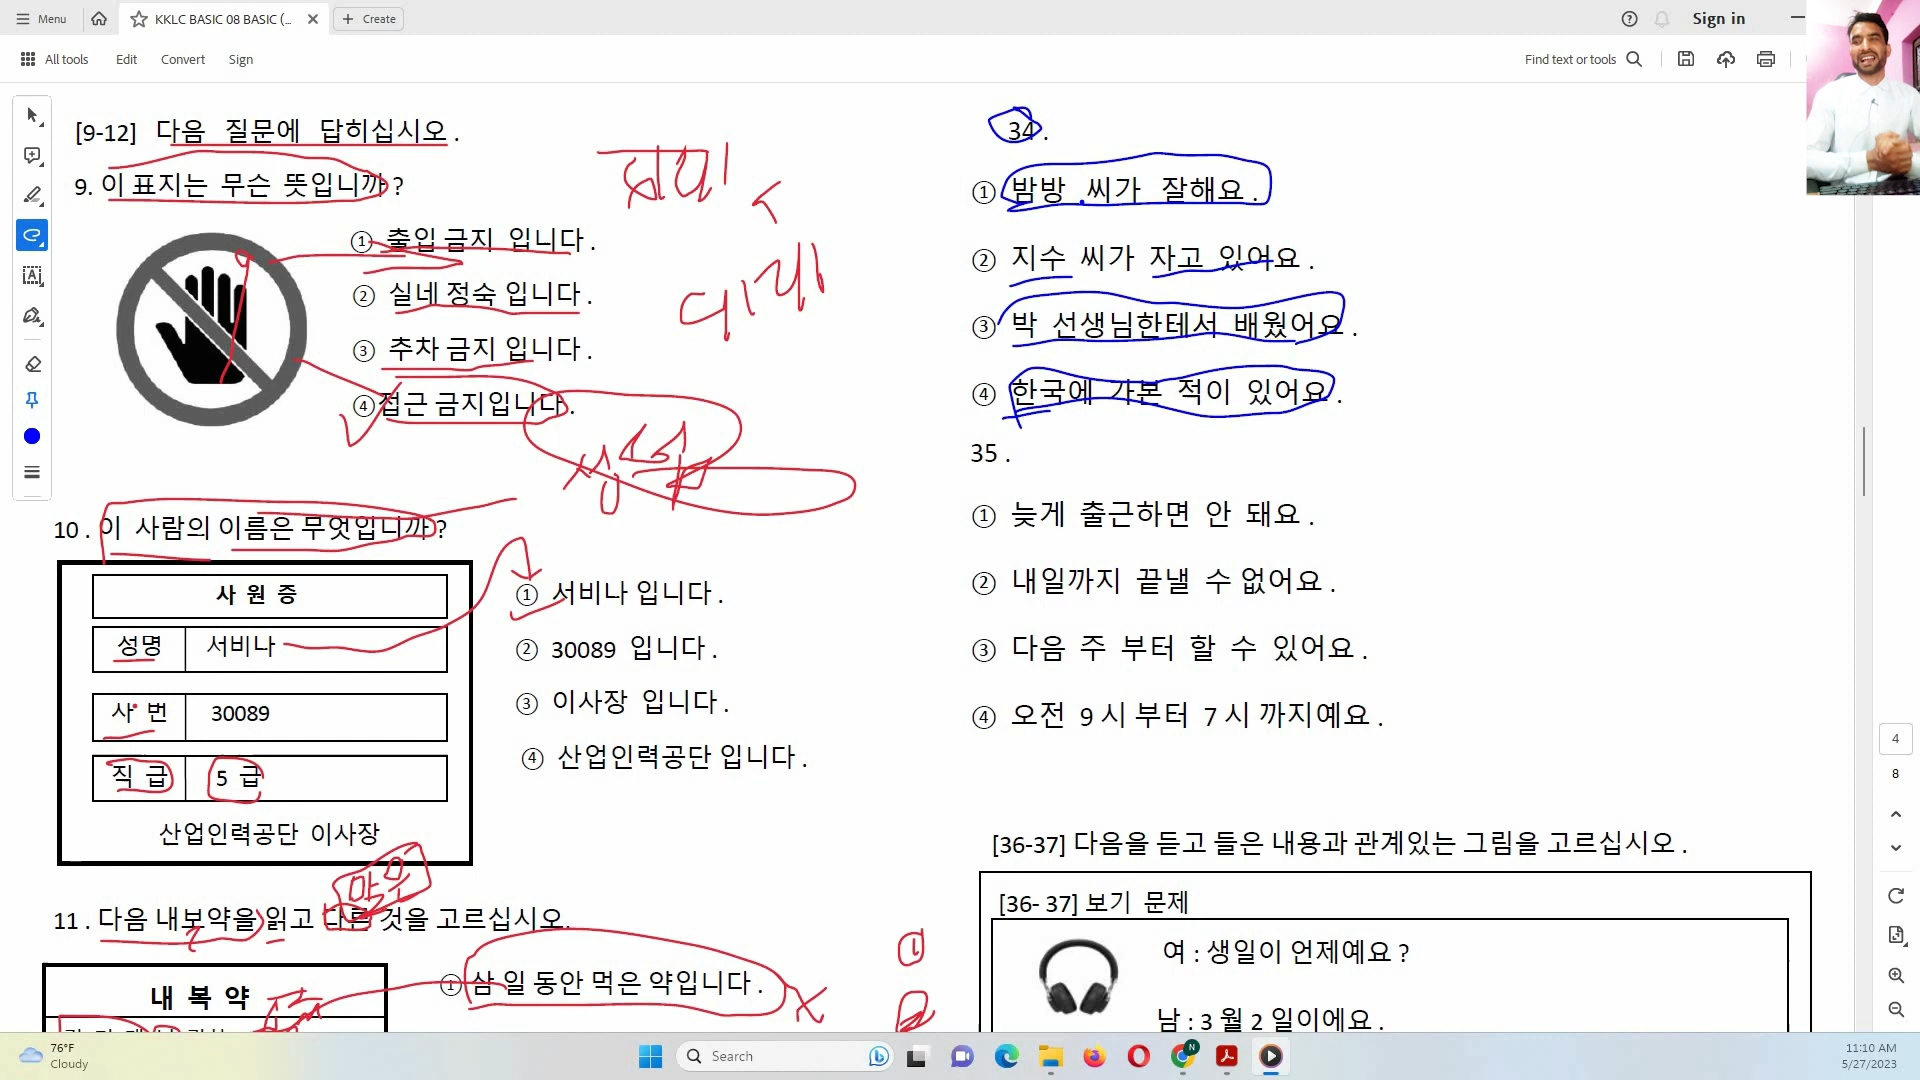 Menu
KKLC BASIC 08 BASIC (...
Create
Sign in
All tools
Edit
Convert
Sign
Find text or tools
[9-12] 다음 질문에 답히십시오 .
9. 이 표지는 무슨 뜻입니까 ?
① 출입 금지 입니다 .
② 실네 정숙 입니다 .
③ 추차 금지 입니다 .
④ 접근 금지입니다 .
10 . 이 사람의 이름은 무엇입니까 ?
사 원 증
성명 서비나
사 번 30089
직 급 5 급
산업인력공단 이사장
① 서비나 입니다 .
② 30089 입니다 .
③ 이사장 입니다 .
④ 산업인력공단 입니다 .
11 . 다음 내보약을 읽고 다른 것을 고르십시오.
내 복 약
① 삼 일 동안 먹은 약입니다 .
34 .
① 밤방 .씨가 잘해요 .
② 지수 씨가 자고 있여요 .
③ 박 선생님한테서 배웠어요 .
④ 한국에 가본 적이 있어요 .
35 .
① 늦게 출근하면 안 돼요 .
② 내일까지 끝낼 수 없어요 .
③ 다음 주 부터 할 수 있어요 .
④ 오전 9 시 부터 7 시 까지예요 .
[36-37] 다음을 듣고 들은 내용과 관계있는 그림을 고르십시오 .
[36- 37] 보기 문제
여 : 생일이 언제예요 ?
남 : 3 월 2 일이에요 .
4
8
76°F
Cloudy
Search
11:10 AM
5/27/2023